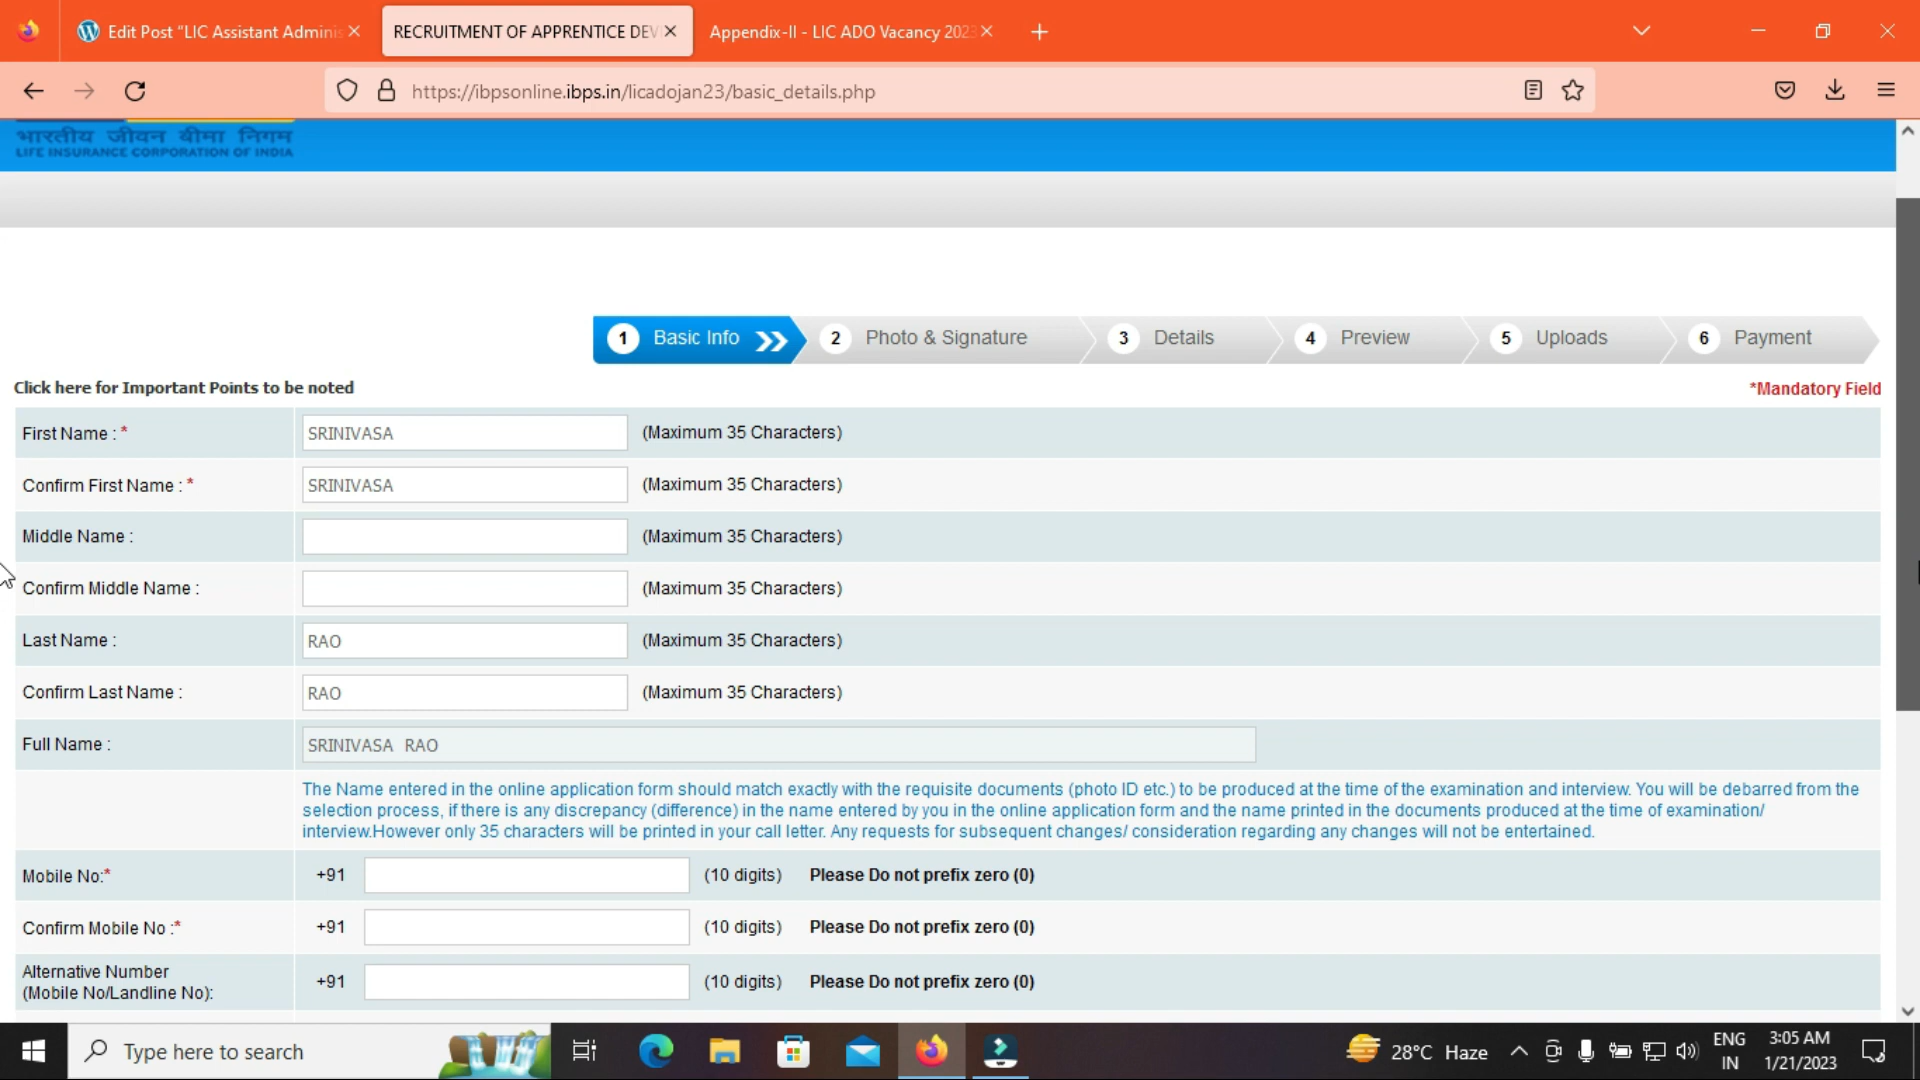 Edit Post "LIC Assistant Adminis
RECRUITMENT OF APPRENTICE DEV
Appendix-II - LIC ADO Vacancy 2023
https://ibpsonline.ibps.in/licadojan23/basic_details.php
भारतीय जीवन बीमा निगम
LIFE INSURANCE CORPORATION OF INDIA
1 Basic Info
2 Photo & Signature
3 Details
4 Preview
5 Uploads
6 Payment
Click here for Important Points to be noted
*Mandatory Field
First Name : * SRINIVASA (Maximum 35 Characters)
Confirm First Name : * SRINIVASA (Maximum 35 Characters)
Middle Name : (Maximum 35 Characters)
Confirm Middle Name : (Maximum 35 Characters)
Last Name : RAO (Maximum 35 Characters)
Confirm Last Name : RAO (Maximum 35 Characters)
Full Name : SRINIVASA RAO
The Name entered in the online application form should match exactly with the requisite documents (photo ID etc.) to be produced at the time of the examination and interview. You will be debarred from the
selection process, if there is any discrepancy (difference) in the name entered by you in the online application form and the name printed in the documents produced at the time of examination/
interview.However only 35 characters will be printed in your call letter. Any requests for subsequent changes/ consideration regarding any changes will not be entertained.
Mobile No:* +91 (10 digits) Please Do not prefix zero (0)
Confirm Mobile No :* +91 (10 digits) Please Do not prefix zero (0)
Alternative Number
(Mobile No/Landline No): +91 (10 digits) Please Do not prefix zero (0)
Type here to search
28°C Haze
ENG
IN
3:05 AM
1/21/2023